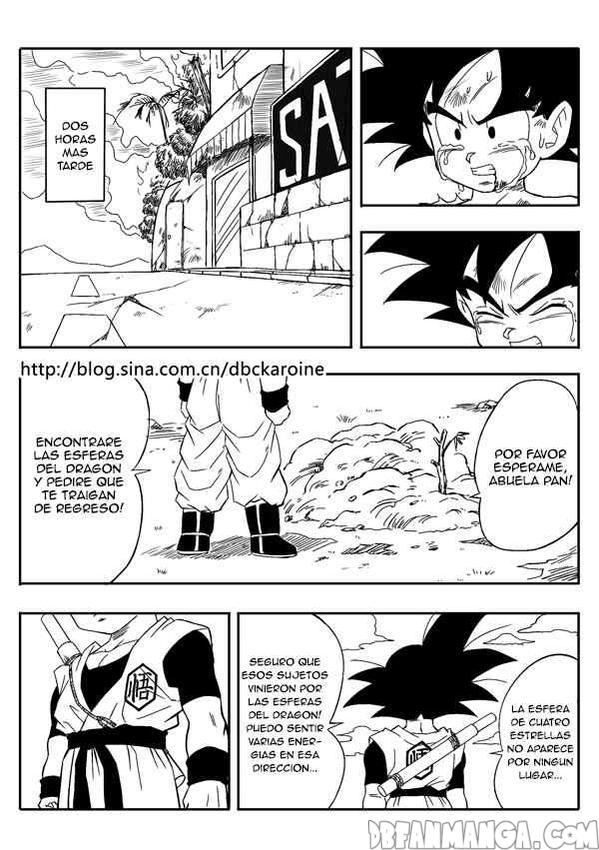 DOS
HORAS
MAS
TARDE
SA
http://blog.sina.com.cn/dbckaroine
ENCONTRARE
LAS ESFERAS
DEL DRAGON
Y PEDIRE QUE
TE TRAIGAN
DE REGRESO!
POR FAVOR
ESPERAME,
ABUELA PAN!
悟
SEGURO QUE
ESOS SUJETOS
VINIERON POR
LAS ESFERAS
DEL DRAGON!
PUEDO SENTIR
VARIAS ENER-
GIAS EN ESA
DIRECCION...
LA ESFERA
DE CUATRO
ESTRELLAS
NO APARECE
POR NINGUN
LUGAR...
悟
DBFANMANGA.COM